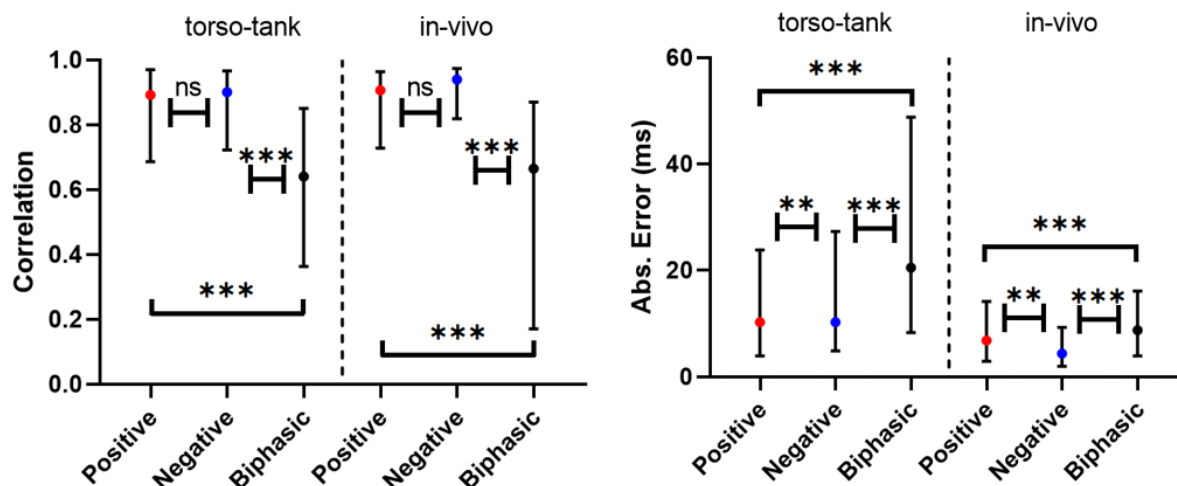 torso-tank in-vivo
1.0
0.8
0.6
0.4
0.2
0.0
Correlation
ns
ns
***
***
***
***
Positive
Negative
Biphasic
Positive
Negative
Biphasic
torso-tank in-vivo
60
40
20
0
Abs. Error (ms)
***
**
***
***
**
***
Positive
Negative
Biphasic
Positive
Negative
Biphasic